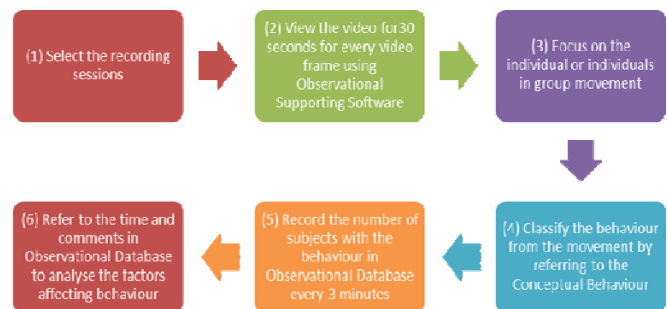 (1) Select the recording
sessions
(2) View the video for30
seconds for every video
frame using
Observational
Supporting Software
(3) Focus on the
individual or individuals
in group movement
(4) Classify the behaviour
from the movement by
referring to the
Conceptual Behaviour
(5) Record the number of
subjects with the
behaviour in
Observational Database
every 3 minutes
(6) Refer to the time and
comments in
Observational Database
to analyse the factors
affecting behaviour